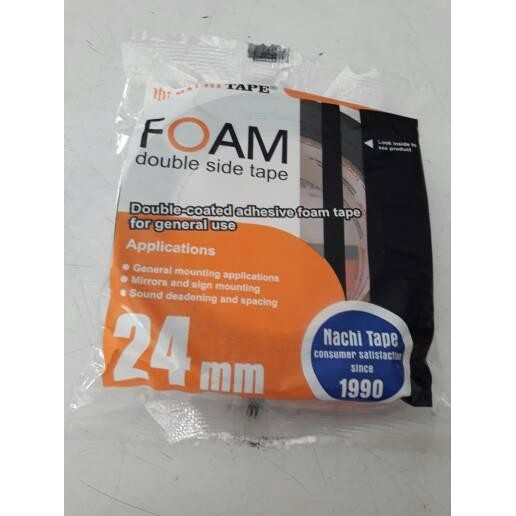 TAPE®
FOAM
double side tape
Look inside to
see product
Double-coated adhesive foam tape
for general use
Applications
General mounting applications
Mirrors and sign mounting
Sound deadening and spacing
24 mm
Nachi Tape
consumer satisfaction
since
1990